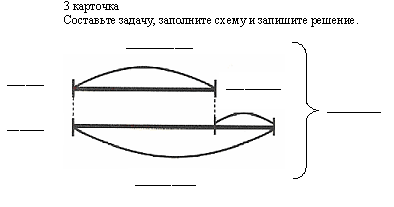 3 карточка
Составьте задачу, заполните схему и запишите решение.